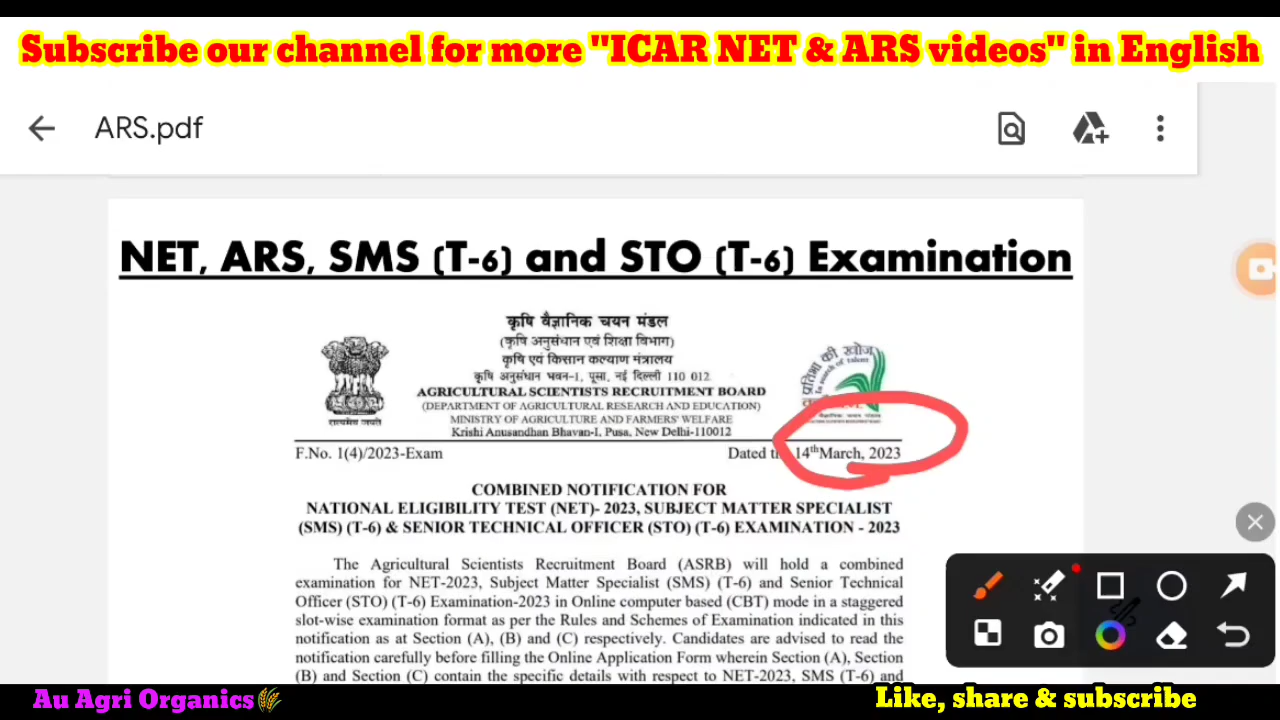 Subscribe our channel for more "ICAR NET & ARS videos" in English
ARS.pdf
NET, ARS, SMS (T-6) and STO (T-6) Examination
कृषि वैज्ञानिक चयन मंडल
(कृषि अनुसंधान एवं शिक्षा विभाग)
कृषि एवं किसान कल्याण मंत्रालय
कृषि अनुसंधान भवन-1, पूसा, नई दिल्ली 110 012
AGRICULTURAL SCIENTISTS RECRUITMENT BOARD
(DEPARTMENT OF AGRICULTURAL RESEARCH AND EDUCATION)
MINISTRY OF AGRICULTURE AND FARMERS' WELFARE
Krishi Anusandhan Bhavan-I, Pusa, New Delhi-110012
सत्यमेव जयते
प्रतिभा की खोज
In search of talent
F.No. 1(4)/2023-Exam
Dated 14th March, 2023
COMBINED NOTIFICATION FOR
NATIONAL ELIGIBILITY TEST (NET)- 2023, SUBJECT MATTER SPECIALIST
(SMS) (T-6) & SENIOR TECHNICAL OFFICER (STO) (T-6) EXAMINATION - 2023
The Agricultural Scientists Recruitment Board (ASRB) will hold a combined
examination for NET-2023, Subject Matter Specialist (SMS) (T-6) and Senior Technical
Officer (STO) (T-6) Examination-2023 in Online computer based (CBT) mode in a staggered
slot-wise examination format as per the Rules and Schemes of Examination indicated in this
notification as at Section (A), (B) and (C) respectively. Candidates are advised to read the
notification carefully before filling the Online Application Form wherein Section (A), Section
(B) and Section (C) contain the specific details with respect to NET-2023, SMS (T-6) and
Au Agri Organics
Like, share & subscribe